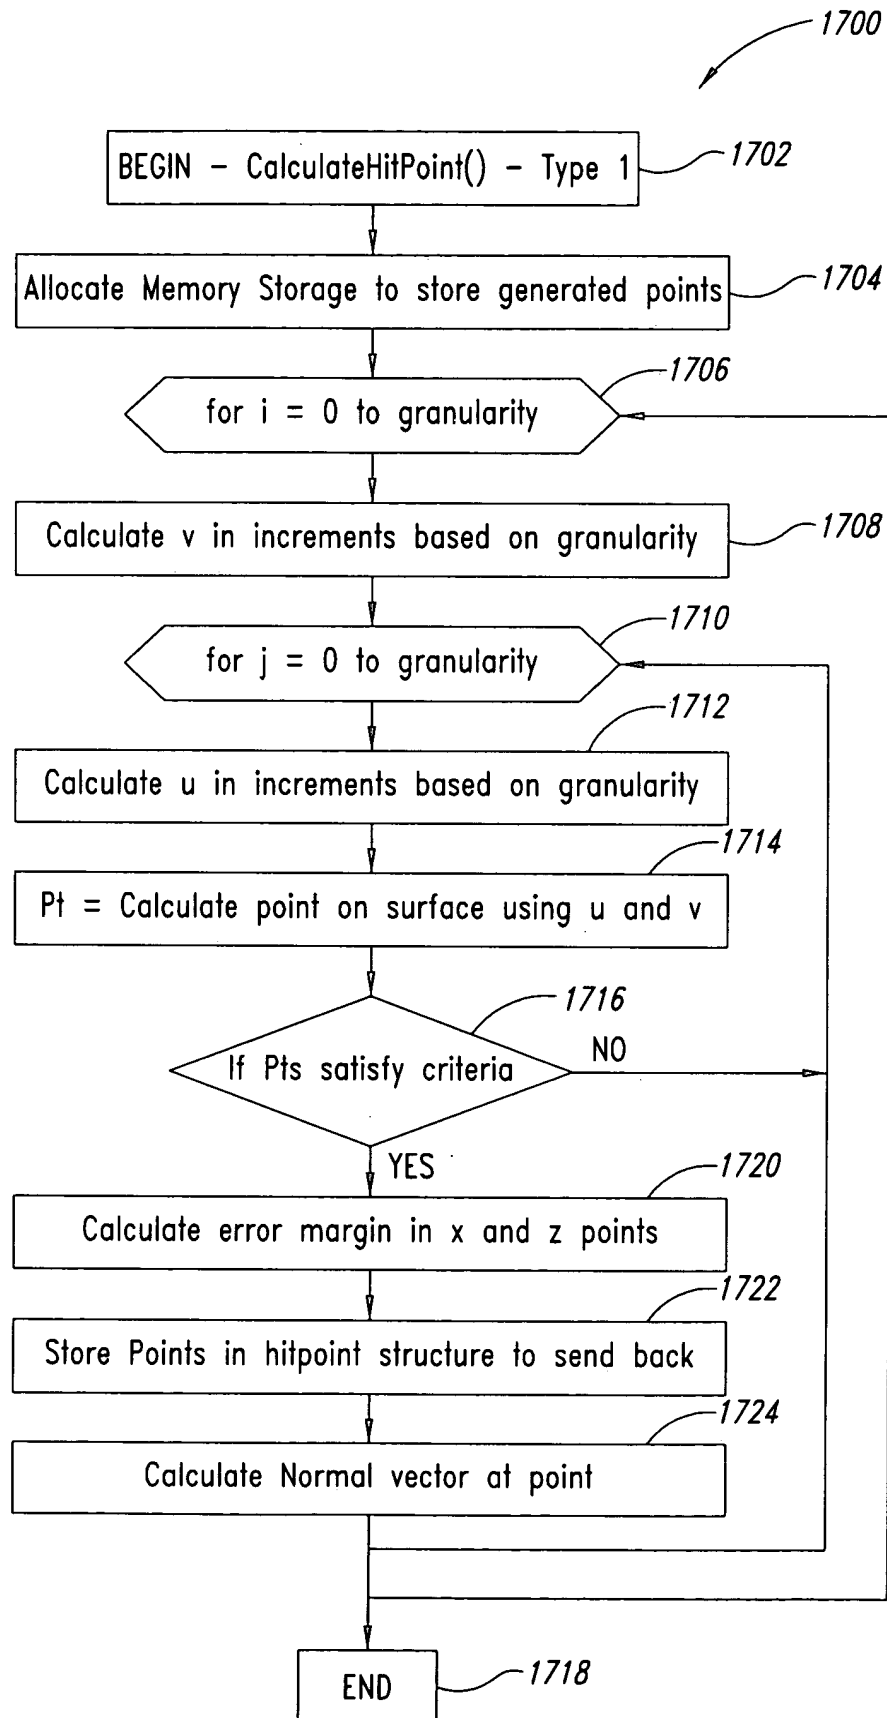 1700
BEGIN - CalculateHitPoint() - Type 1
1702
Allocate Memory Storage to store generated points
1704
1706
for i = 0 to granularity
Calculate v in increments based on granularity
1708
1710
for j = 0 to granularity
1712
Calculate u in increments based on granularity
1714
Pt = Calculate point on surface using u and v
1716
If Pts satisfy criteria
NO
YES
1720
Calculate error margin in x and z points
1722
Store Points in hitpoint structure to send back
1724
Calculate Normal vector at point
END
1718